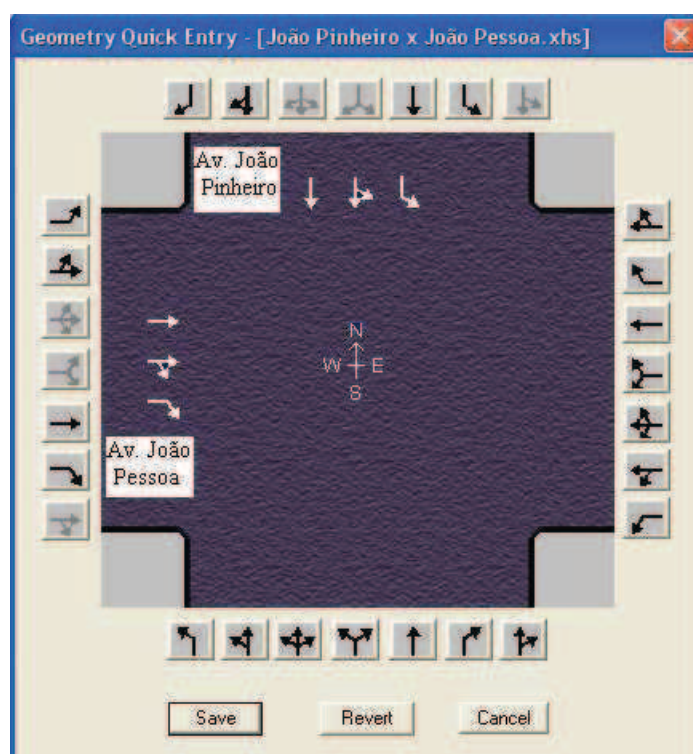 Geometry Quick Entry - [João Pinheiro x João Pessoa.xhs]
Av. João
Pinheiro
N
W E
S
Av. João
Pessoa
Save Revert Cancel